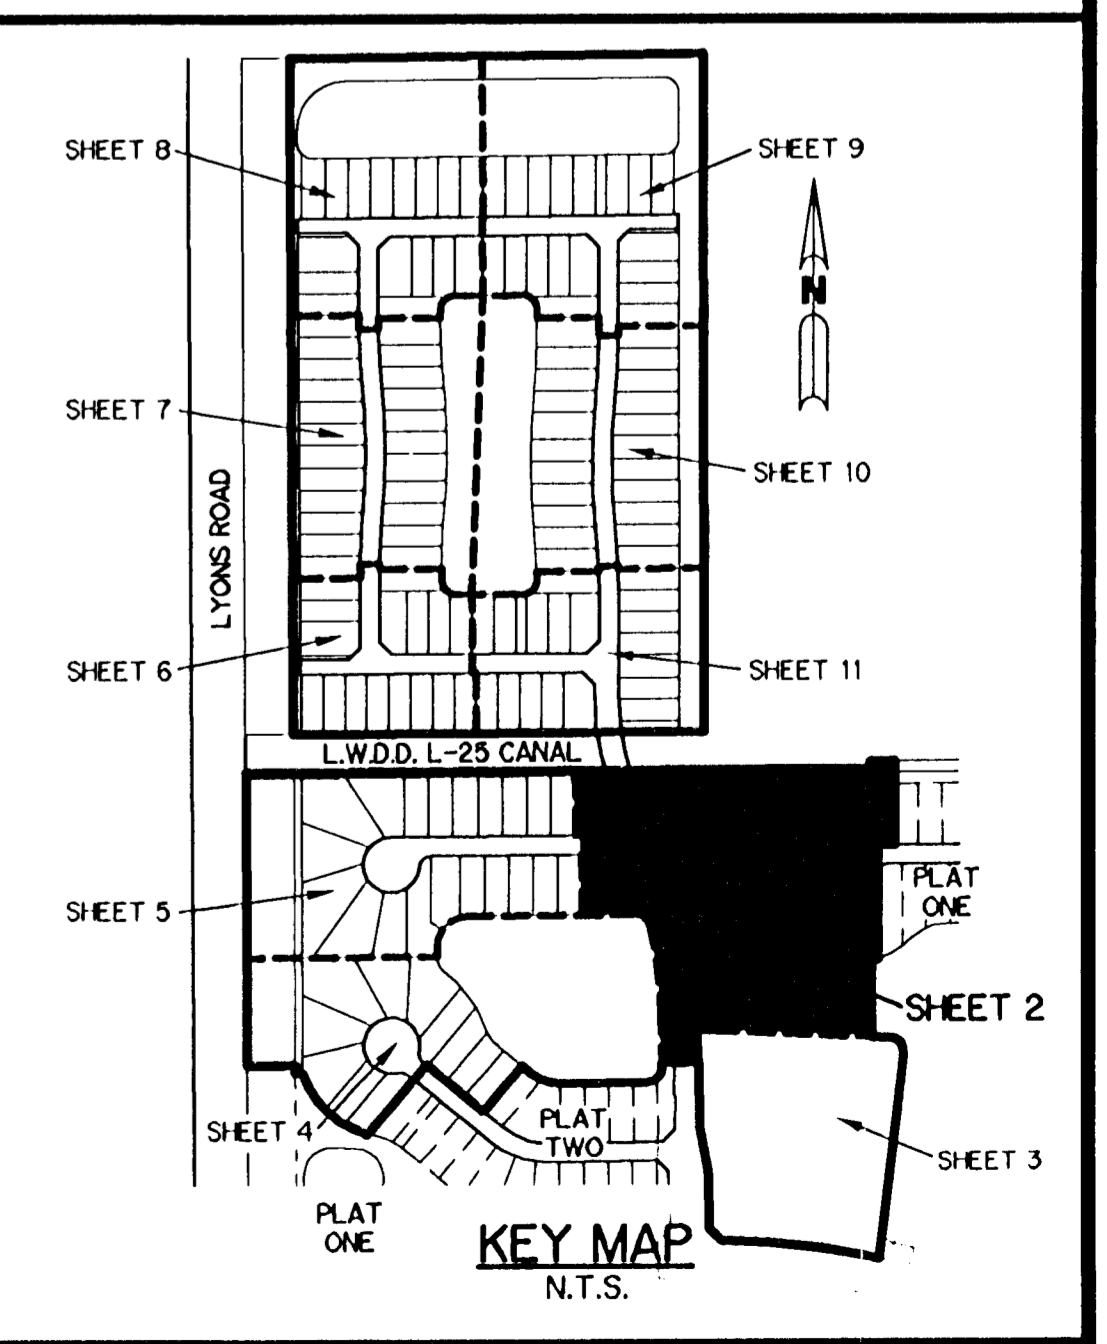 SHEET 8
SHEET 9
N
SHEET 7
SHEET 10
LYONS ROAD
SHEET 6
SHEET 11
L.W.D.D. L-25 CANAL
PLAT
ONE
SHEET 5
SHEET 2
SHEET 4
PLAT
TWO
SHEET 3
PLAT
ONE
KEY MAP
N.T.S.